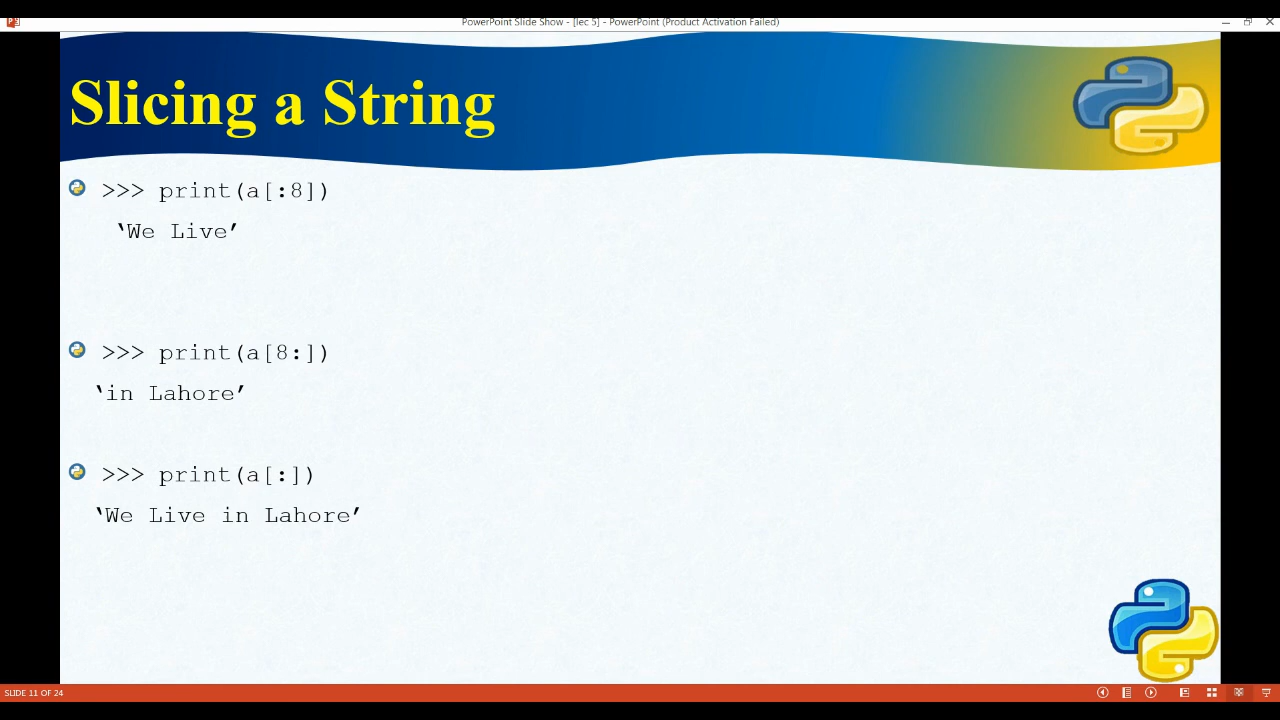 PowerPoint Slide Show - [lec 5] - PowerPoint (Product Activation Failed)
Slicing a String
>>> print(a[:8])
‘We Live’
>>> print(a[8:])
‘in Lahore’
>>> print(a[:])
‘We Live in Lahore’
SLIDE 11 OF 24